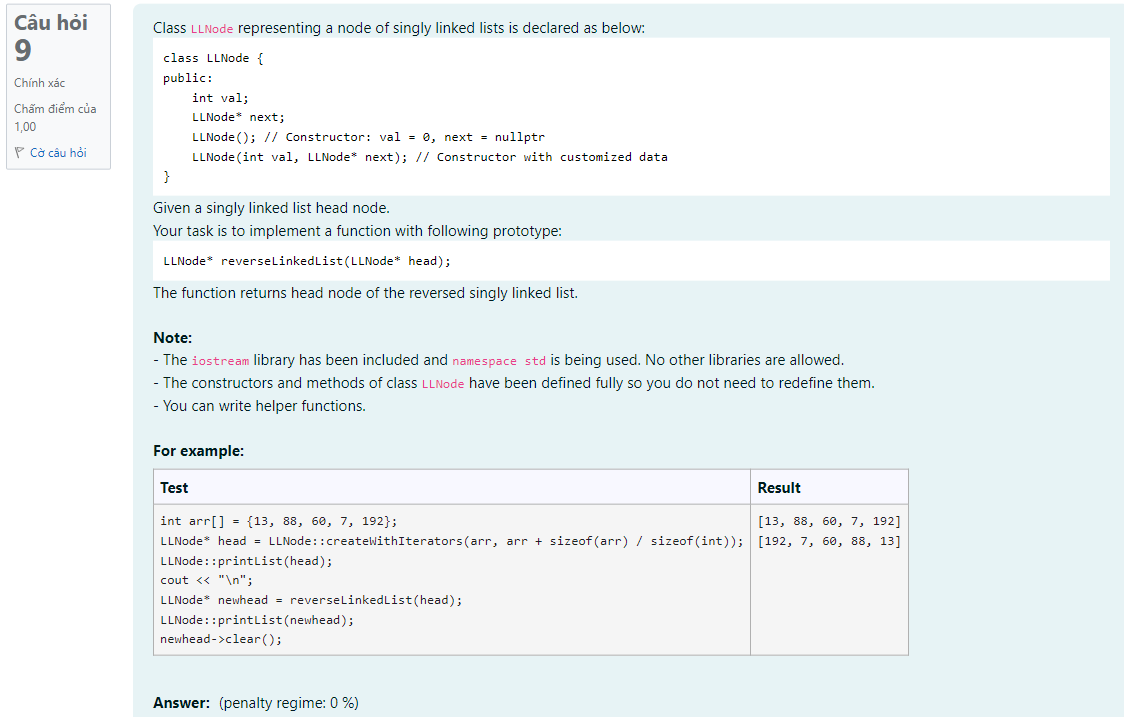 Câu hỏi
9
Chính xác
Chấm điểm của
1,00
Cờ câu hỏi
Class LLNode representing a node of singly linked lists is declared as below:
class LLNode {
public:
    int val;
    LLNode* next;
    LLNode(); // Constructor: val = 0, next = nullptr
    LLNode(int val, LLNode* next); // Constructor with customized data
}
Given a singly linked list head node.
Your task is to implement a function with following prototype:
LLNode* reverseLinkedList(LLNode* head);
The function returns head node of the reversed singly linked list.
Note:
- The iostream library has been included and namespace std is being used. No other libraries are allowed.
- The constructors and methods of class LLNode have been defined fully so you do not need to redefine them.
- You can write helper functions.
For example:
Test Result
int arr[] = {13, 88, 60, 7, 192}; [13, 88, 60, 7, 192]
LLNode* head = LLNode::createWithIterators(arr, arr + sizeof(arr) / sizeof(int)); [192, 7, 60, 88, 13]
LLNode::printList(head);
cout << "\n";
LLNode* newhead = reverseLinkedList(head);
LLNode::printList(newhead);
newhead->clear();
Answer: (penalty regime: 0 %)